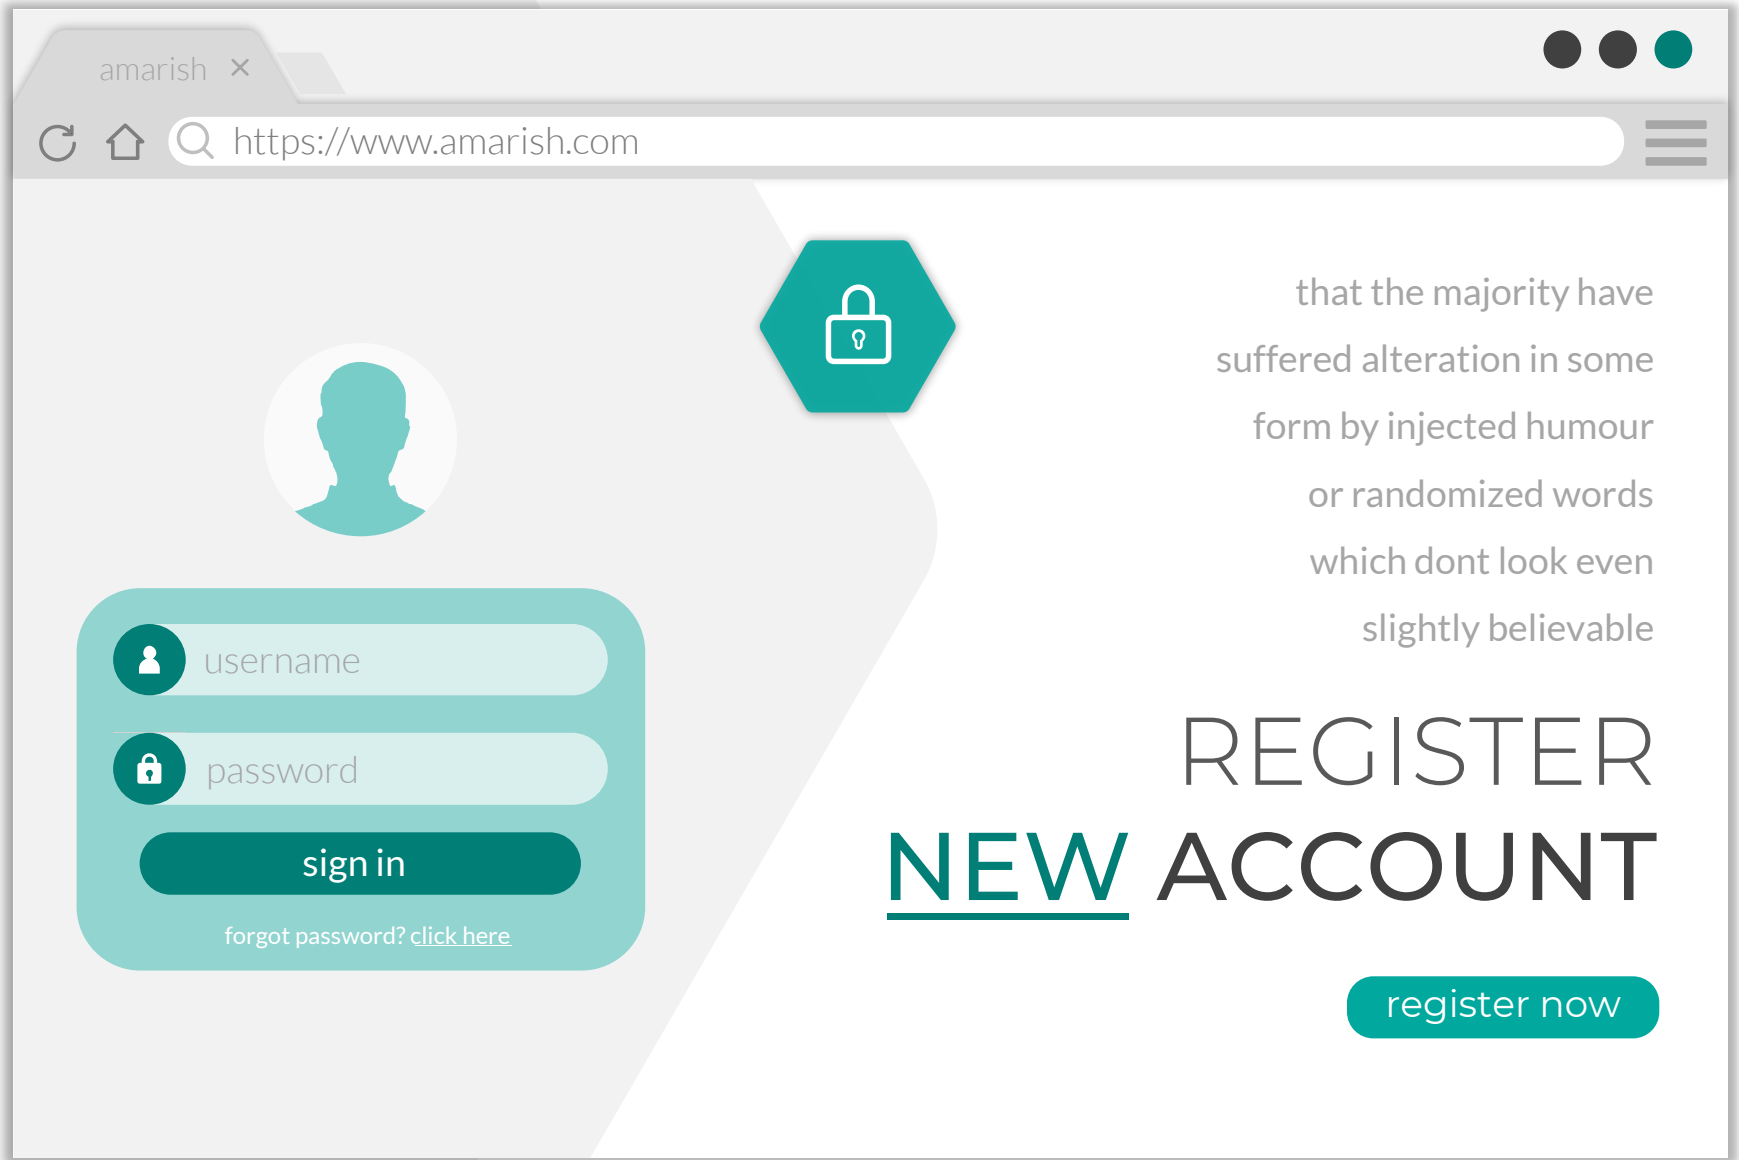 amarish
https://www.amarish.com
username
password
sign in
forgot password? click here
that the majority have
suffered alteration in some
form by injected humour
or randomized words
which dont look even
slightly believable
REGISTER
NEW ACCOUNT
register now